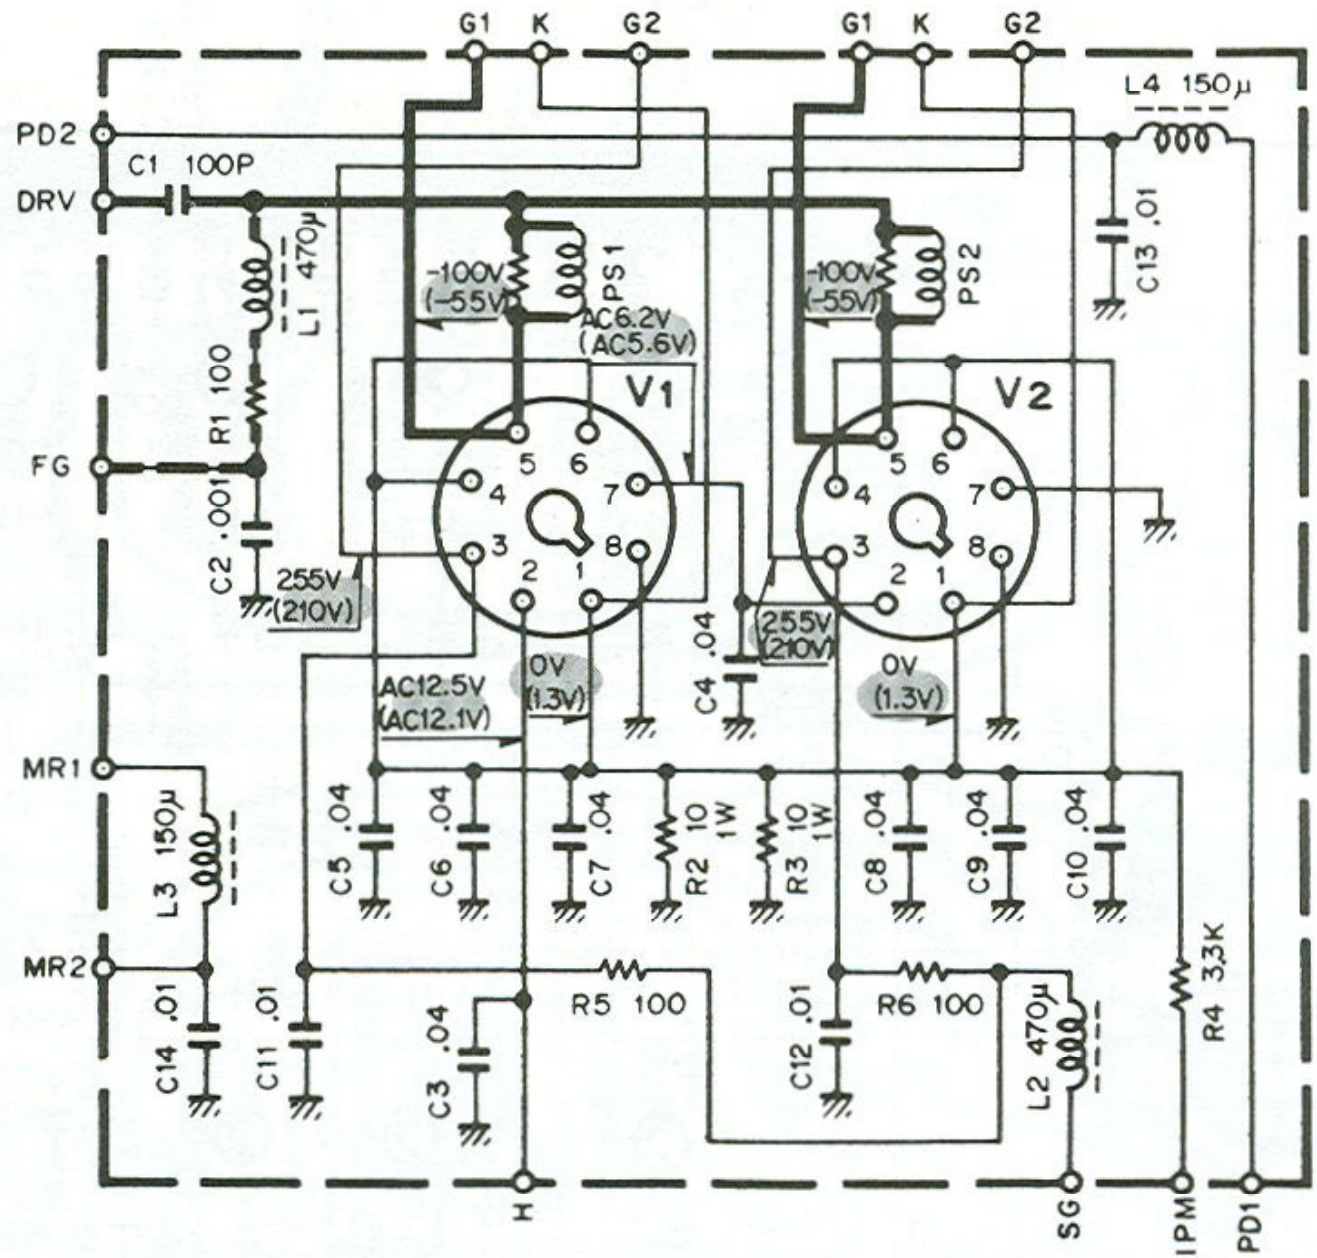 G1 K G2 G1 K G2
L4 150μ
PD2
C1 100P
DRV
C13 .01
L1 470μ
-100V
(-55V)
PS1
AC6.2V
(AC5.6V)
-100V
(-55V)
PS2
R1 100
V1
V2
FG
5 6
4 7
3 8
2 1
5 6
4 7
3 8
2 1
C2 .001
255V
(210V)
C4 .04
255V
(210V)
AC12.5V
(AC12.1V)
0V
(1.3V)
0V
(1.3V)
MR1
L3 150μ
C5 .04
C6 .04
C7 .04
R2 10
1W
R3 10
1W
C8 .04
C9 .04
C10 .04
MR2
R4 3,3K
C14 .01
C11 .01
C3 .04
R5 100
C12 .01
R6 100
L2 470μ
H
SG
IPM
PD1